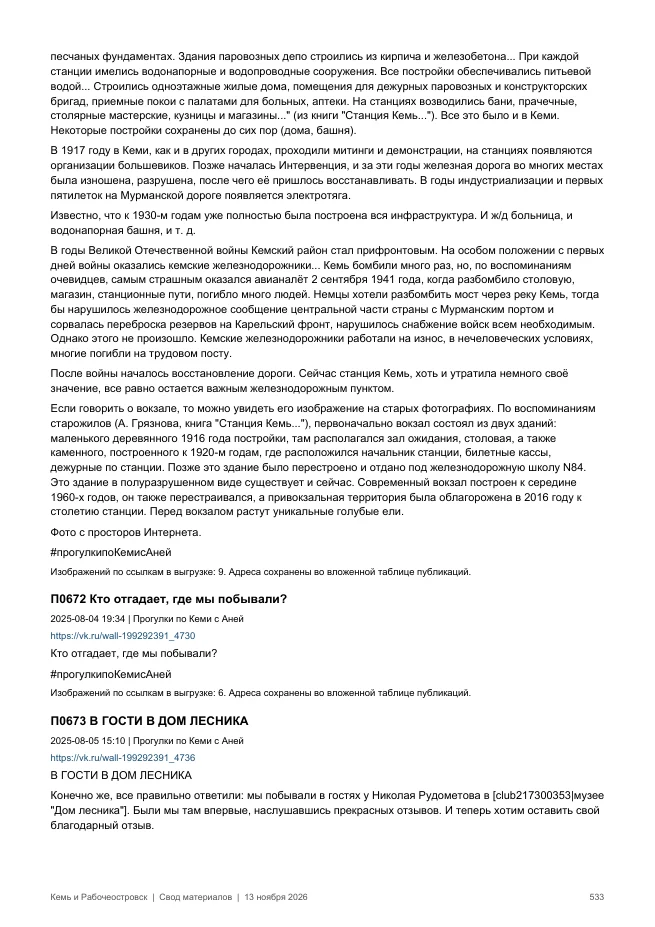 песчаных фундаментах. Здания паровозных депо строились из кирпича и железобетона... При каждой
станции имелись водонапорные и водопроводные сооружения. Все постройки обеспечивались питьевой
водой... Строились одноэтажные жилые дома, помещения для дежурных паровозных и конструкторских
бригад, приемные покои с палатами для больных, аптеки. На станциях возводились бани, прачечные,
столярные мастерские, кузницы и магазины..." (из книги "Станция Кемь..."). Все это было и в Кеми.
Некоторые постройки сохранены до сих пор (дома, башня).
В 1917 году в Кеми, как и в других городах, проходили митинги и демонстрации, на станциях появляются
организации большевиков. Позже началась Интервенция, и за эти годы железная дорога во многих местах
была изношена, разрушена, после чего её пришлось восстанавливать. В годы индустриализации и первых
пятилеток на Мурманской дороге появляется электротяга.
Известно, что к 1930-м годам уже полностью была построена вся инфраструктура. И ж/д больница, и
водонапорная башня, и т. д.
В годы Великой Отечественной войны Кемский район стал прифронтовым. На особом положении с первых
дней войны оказались кемские железнодорожники... Кемь бомбили много раз, но, по воспоминаниям
очевидцев, самым страшным оказался авианалёт 2 сентября 1941 года, когда разбомбило столовую,
магазин, станционные пути, погибло много людей. Немцы хотели разбомбить мост через реку Кемь, тогда
бы нарушилось железнодорожное сообщение центральной части страны с Мурманским портом и
сорвалась переброска резервов на Карельский фронт, нарушилось снабжение войск всем необходимым.
Однако этого не произошло. Кемские железнодорожники работали на износ, в нечеловеческих условиях,
многие погибли на трудовом посту.
После войны началось восстановление дороги. Сейчас станция Кемь, хоть и утратила немного своё
значение, все равно остается важным железнодорожным пунктом.
Если говорить о вокзале, то можно увидеть его изображение на старых фотографиях. По воспоминаниям
старожилов (А. Грязнова, книга "Станция Кемь..."), первоначально вокзал состоял из двух зданий:
маленького деревянного 1916 года постройки, там располагался зал ожидания, столовая, а также
каменного, построенного к 1920-м годам, где расположился начальник станции, билетные кассы,
дежурные по станции. Позже это здание было перестроено и отдано под железнодорожную школу N84.
Это здание в полуразрушенном виде существует и сейчас. Современный вокзал построен к середине
1960-х годов, он также перестраивался, а привокзальная территория была облагорожена в 2016 году к
столетию станции. Перед вокзалом растут уникальные голубые ели.
Фото с просторов Интернета.
#прогулкипоКемисАней
Изображений по ссылкам в выгрузке: 9. Адреса сохранены во вложенной таблице публикаций.
П0672 Кто отгадает, где мы побывали?
2025-08-04 19:34 | Прогулки по Кеми с Аней
https://vk.ru/wall-199292391_4730
Кто отгадает, где мы побывали?
#прогулкипоКемисАней
Изображений по ссылкам в выгрузке: 6. Адреса сохранены во вложенной таблице публикаций.
П0673 В ГОСТИ В ДОМ ЛЕСНИКА
2025-08-05 15:10 | Прогулки по Кеми с Аней
https://vk.ru/wall-199292391_4736
В ГОСТИ В ДОМ ЛЕСНИКА
Конечно же, все правильно ответили: мы побывали в гостях у Николая Рудометова в [club217300353|музее
"Дом лесника"]. Были мы там впервые, наслушавшись прекрасных отзывов. И теперь хотим оставить свой
благодарный отзыв.
Кемь и Рабочеостровск | Свод материалов | 13 ноября 2026
533